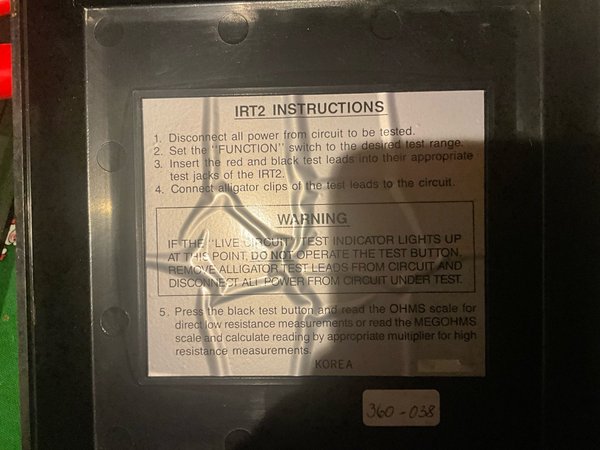 IRT2 INSTRUCTIONS
1. Disconnect all power from circuit to be tested.
2. Set the "FUNCTION" switch to the desired test range.
3. Insert the red and black test leads into their appropriate
test jacks of the IRT2.
4. Connect alligator clips of the test leads to the circuit.
WARNING
IF THE "LIVE CIRCUIT" TEST INDICATOR LIGHTS UP
AT THIS POINT, DO NOT OPERATE THE TEST BUTTON.
REMOVE ALLIGATOR TEST LEADS FROM CIRCUIT AND
DISCONNECT ALL POWER FROM CIRCUIT UNDER TEST.
5. Press the black test button and read the OHMS scale for
direct low resistance measurements or read the MEGOHMS
scale and calculate reading by appropriate multiplier for high
resistance measurements.
KOREA
360-038